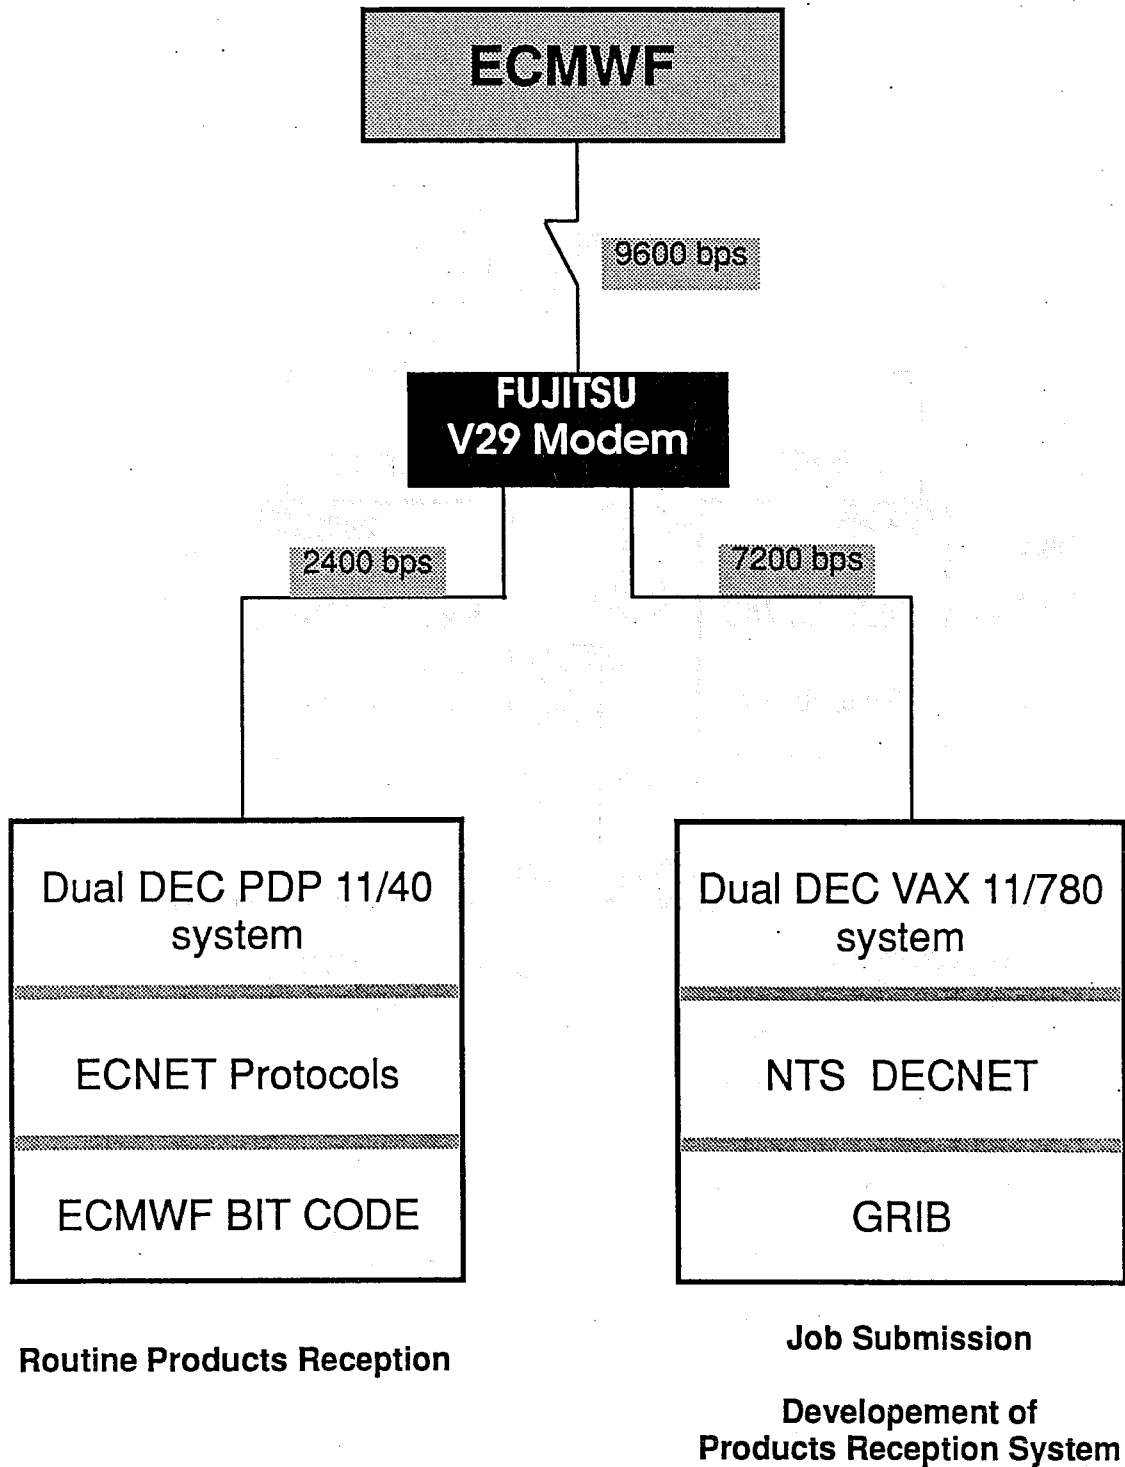 ECMWF
9600 bps
FUJITSU
V29 Modem
2400 bps
7200 bps
Dual DEC PDP 11/40
system
ECNET Protocols
ECMWF BIT CODE
Routine Products Reception
Dual DEC VAX 11/780
system
NTS DECNET
GRIB
Job Submission
Developement of
Products Reception System